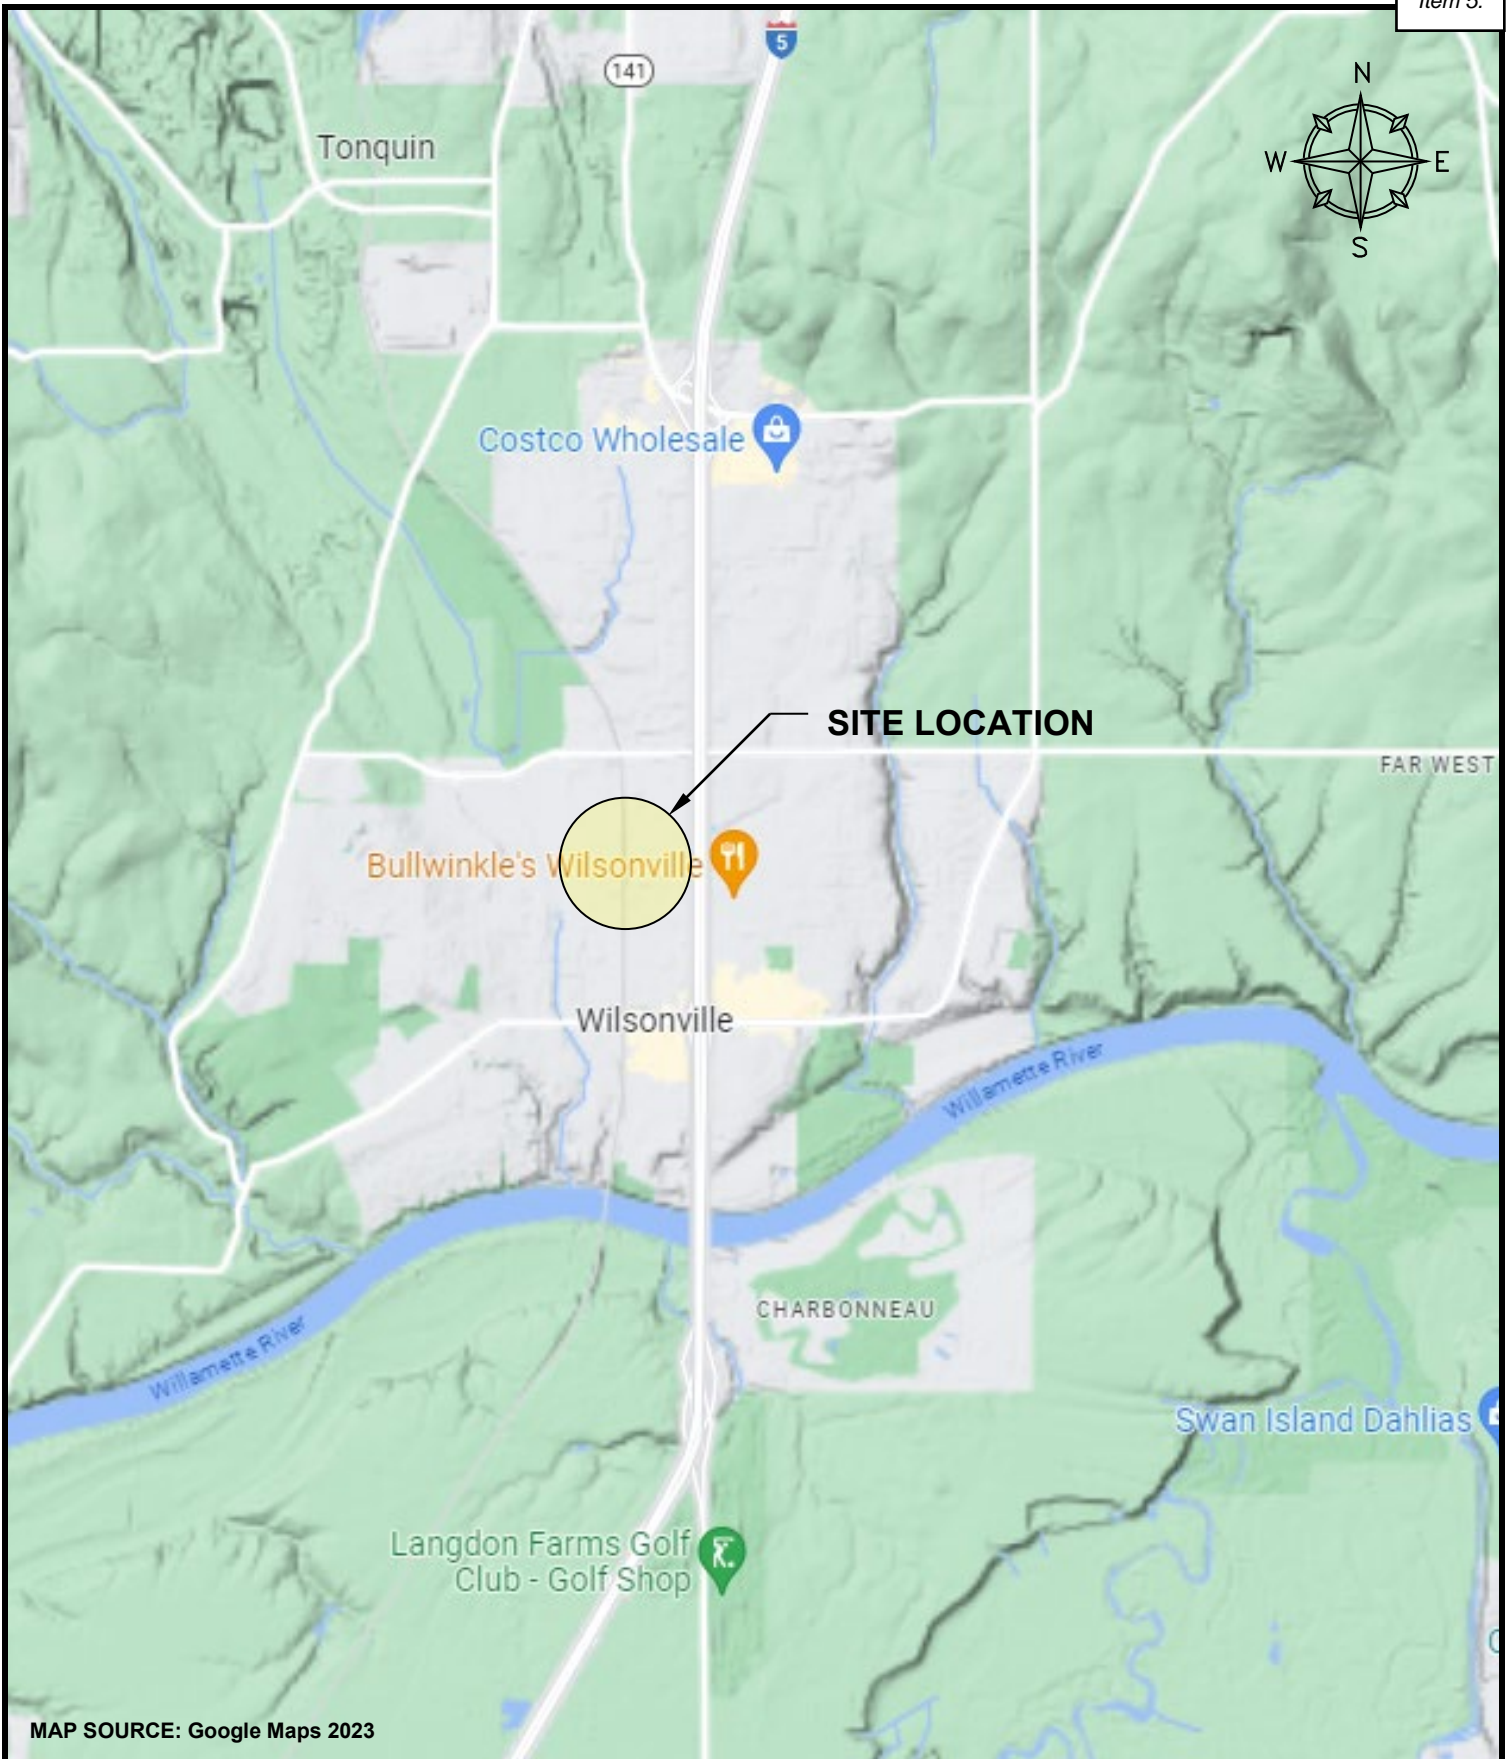 Item 5.
5
141
N
W E
S
Tonquin
Costco Wholesale
SITE LOCATION
FAR WEST
Bullwinkle's Wilsonville
Wilsonville
Willamette River
CHARBONNEAU
Willamette River
Swan Island Dahlias
Langdon Farms Golf
Club - Golf Shop
MAP SOURCE: Google Maps 2023